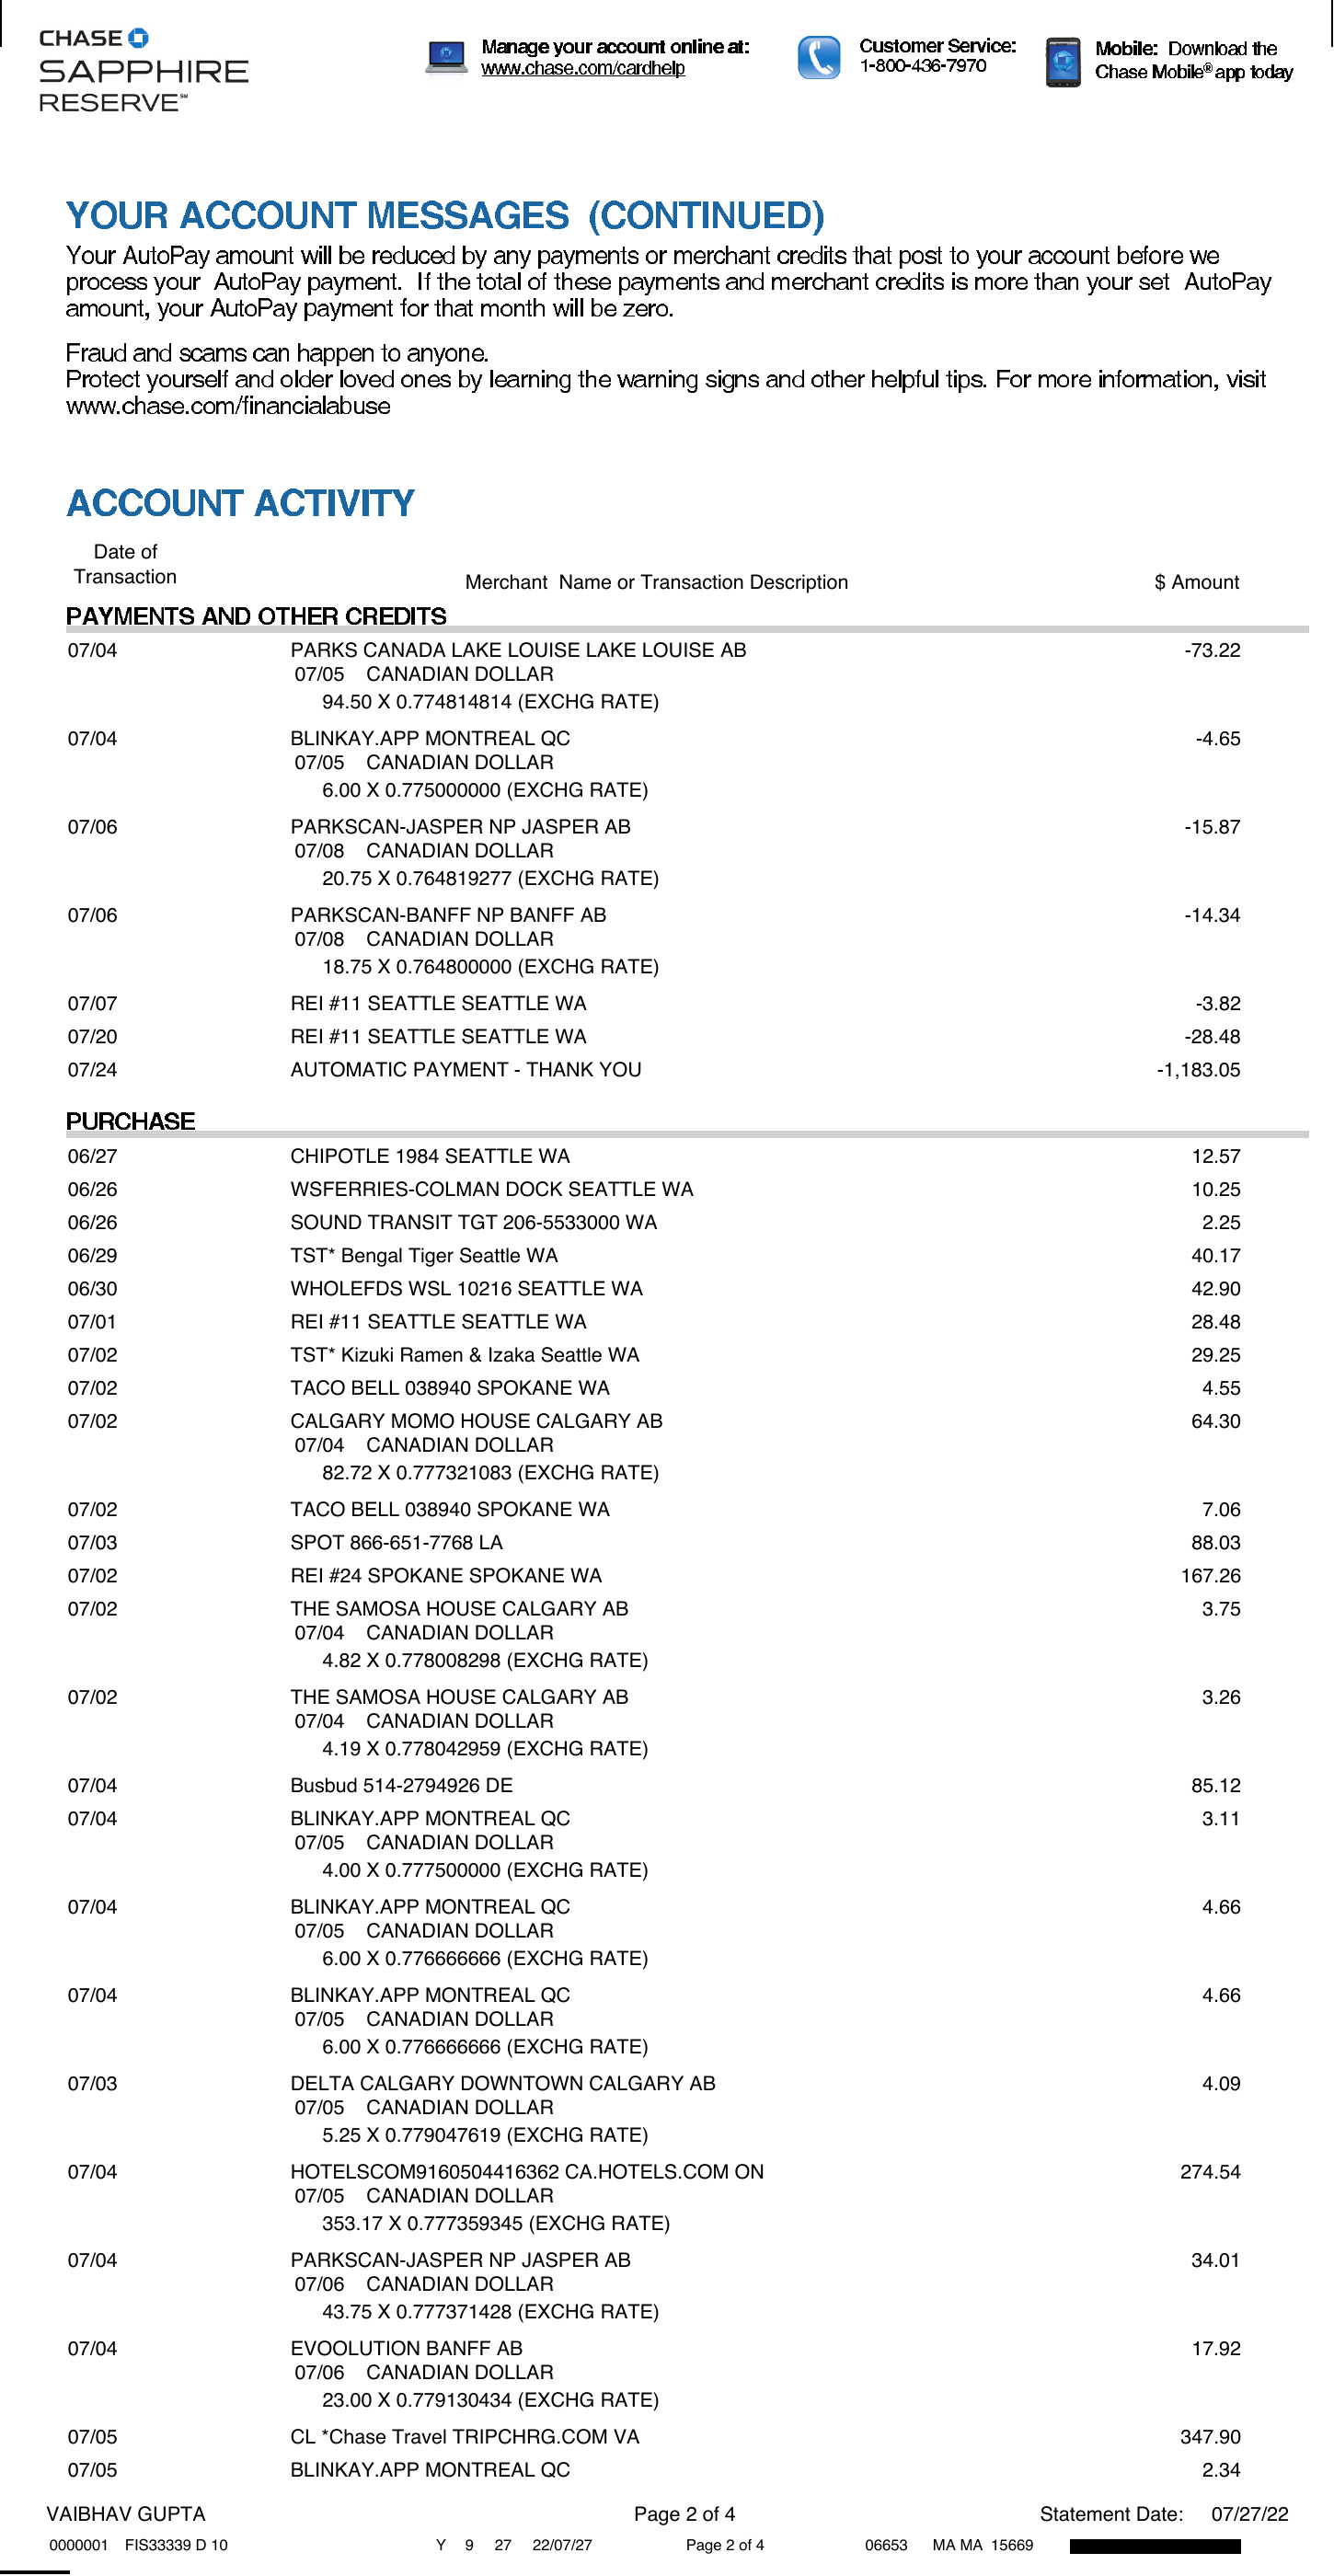 CHASE
SAPPHIRE
RESERVE℠
Manage your account online at:
www.chase.com/cardhelp
Customer Service:
1-800-436-7970
Mobile: Download the
Chase Mobile® app today
YOUR ACCOUNT MESSAGES (CONTINUED)
Your AutoPay amount will be reduced by any payments or merchant credits that post to your account before we
process your AutoPay payment. If the total of these payments and merchant credits is more than your set AutoPay
amount, your AutoPay payment for that month will be zero.
Fraud and scams can happen to anyone.
Protect yourself and older loved ones by learning the warning signs and other helpful tips. For more information, visit
www.chase.com/financialabuse
ACCOUNT ACTIVITY
Date of
Transaction
Merchant Name or Transaction Description
$ Amount
PAYMENTS AND OTHER CREDITS
07/04 PARKS CANADA LAKE LOUISE LAKE LOUISE AB -73.22
07/05 CANADIAN DOLLAR
94.50 X 0.774814814 (EXCHG RATE)
07/04 BLINKAY.APP MONTREAL QC -4.65
07/05 CANADIAN DOLLAR
6.00 X 0.775000000 (EXCHG RATE)
07/06 PARKSCAN-JASPER NP JASPER AB -15.87
07/08 CANADIAN DOLLAR
20.75 X 0.764819277 (EXCHG RATE)
07/06 PARKSCAN-BANFF NP BANFF AB -14.34
07/08 CANADIAN DOLLAR
18.75 X 0.764800000 (EXCHG RATE)
07/07 REI #11 SEATTLE SEATTLE WA -3.82
07/20 REI #11 SEATTLE SEATTLE WA -28.48
07/24 AUTOMATIC PAYMENT - THANK YOU -1,183.05
PURCHASE
06/27 CHIPOTLE 1984 SEATTLE WA 12.57
06/26 WSFERRIES-COLMAN DOCK SEATTLE WA 10.25
06/26 SOUND TRANSIT TGT 206-5533000 WA 2.25
06/29 TST* Bengal Tiger Seattle WA 40.17
06/30 WHOLEFDS WSL 10216 SEATTLE WA 42.90
07/01 REI #11 SEATTLE SEATTLE WA 28.48
07/02 TST* Kizuki Ramen & Izaka Seattle WA 29.25
07/02 TACO BELL 038940 SPOKANE WA 4.55
07/02 CALGARY MOMO HOUSE CALGARY AB 64.30
07/04 CANADIAN DOLLAR
82.72 X 0.777321083 (EXCHG RATE)
07/02 TACO BELL 038940 SPOKANE WA 7.06
07/03 SPOT 866-651-7768 LA 88.03
07/02 REI #24 SPOKANE SPOKANE WA 167.26
07/02 THE SAMOSA HOUSE CALGARY AB 3.75
07/04 CANADIAN DOLLAR
4.82 X 0.778008298 (EXCHG RATE)
07/02 THE SAMOSA HOUSE CALGARY AB 3.26
07/04 CANADIAN DOLLAR
4.19 X 0.778042959 (EXCHG RATE)
07/04 Busbud 514-2794926 DE 85.12
07/04 BLINKAY.APP MONTREAL QC 3.11
07/05 CANADIAN DOLLAR
4.00 X 0.777500000 (EXCHG RATE)
07/04 BLINKAY.APP MONTREAL QC 4.66
07/05 CANADIAN DOLLAR
6.00 X 0.776666666 (EXCHG RATE)
07/04 BLINKAY.APP MONTREAL QC 4.66
07/05 CANADIAN DOLLAR
6.00 X 0.776666666 (EXCHG RATE)
07/03 DELTA CALGARY DOWNTOWN CALGARY AB 4.09
07/05 CANADIAN DOLLAR
5.25 X 0.779047619 (EXCHG RATE)
07/04 HOTELSCOM9160504416362 CA.HOTELS.COM ON 274.54
07/05 CANADIAN DOLLAR
353.17 X 0.777359345 (EXCHG RATE)
07/04 PARKSCAN-JASPER NP JASPER AB 34.01
07/06 CANADIAN DOLLAR
43.75 X 0.777371428 (EXCHG RATE)
07/04 EVOOLUTION BANFF AB 17.92
07/06 CANADIAN DOLLAR
23.00 X 0.779130434 (EXCHG RATE)
07/05 CL *Chase Travel TRIPCHRG.COM VA 347.90
07/05 BLINKAY.APP MONTREAL QC 2.34
VAIBHAV GUPTA Page 2 of 4 Statement Date: 07/27/22
0000001 FIS33339 D 10 Y 9 27 22/07/27 Page 2 of 4 06653 MA MA 15669